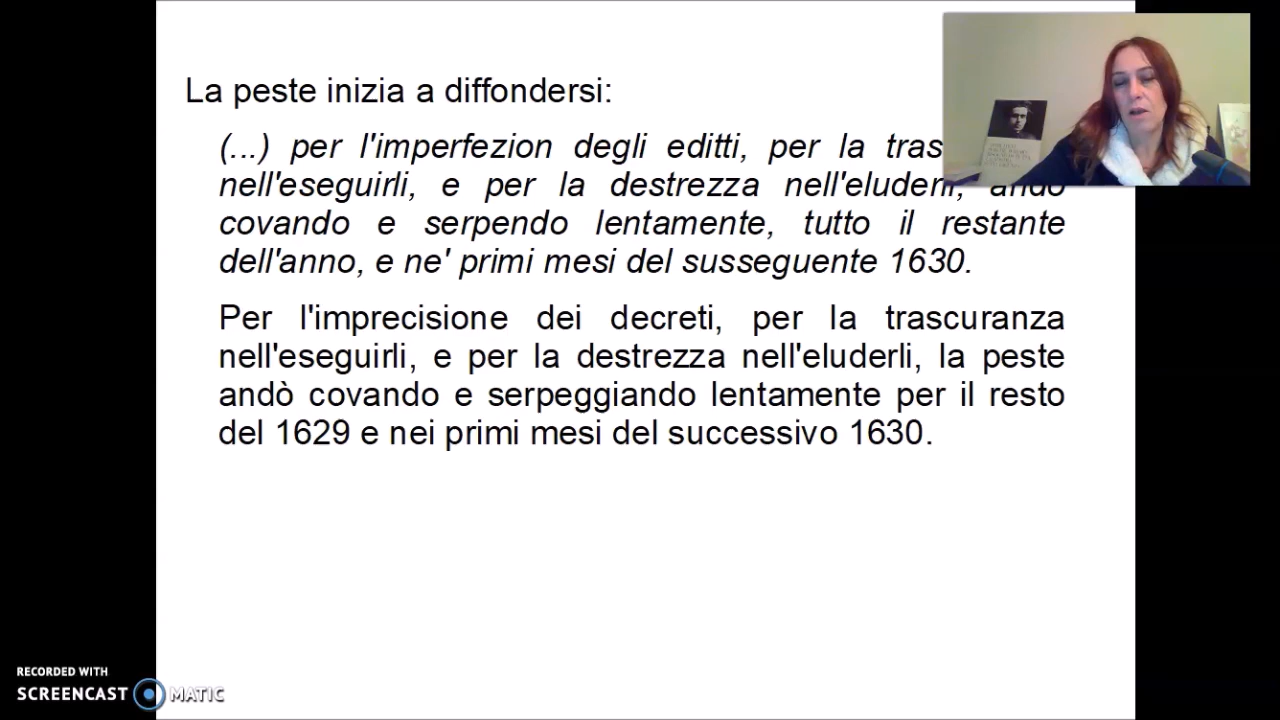 La peste inizia a diffondersi:
(...) per l'imperfezion degli editti, per la
nell'eseguirli, e per la destrezza nell'eluderli, andò
covando e serpendo lentamente, tutto il restante
dell'anno, e ne' primi mesi del susseguente 1630.
Per l'imprecisione dei decreti, per la trascuranza
nell'eseguirli, e per la destrezza nell'eluderli, la peste
andò covando e serpeggiando lentamente per il resto
del 1629 e nei primi mesi del successivo 1630.
RECORDED WITH
SCREENCAST MATIC